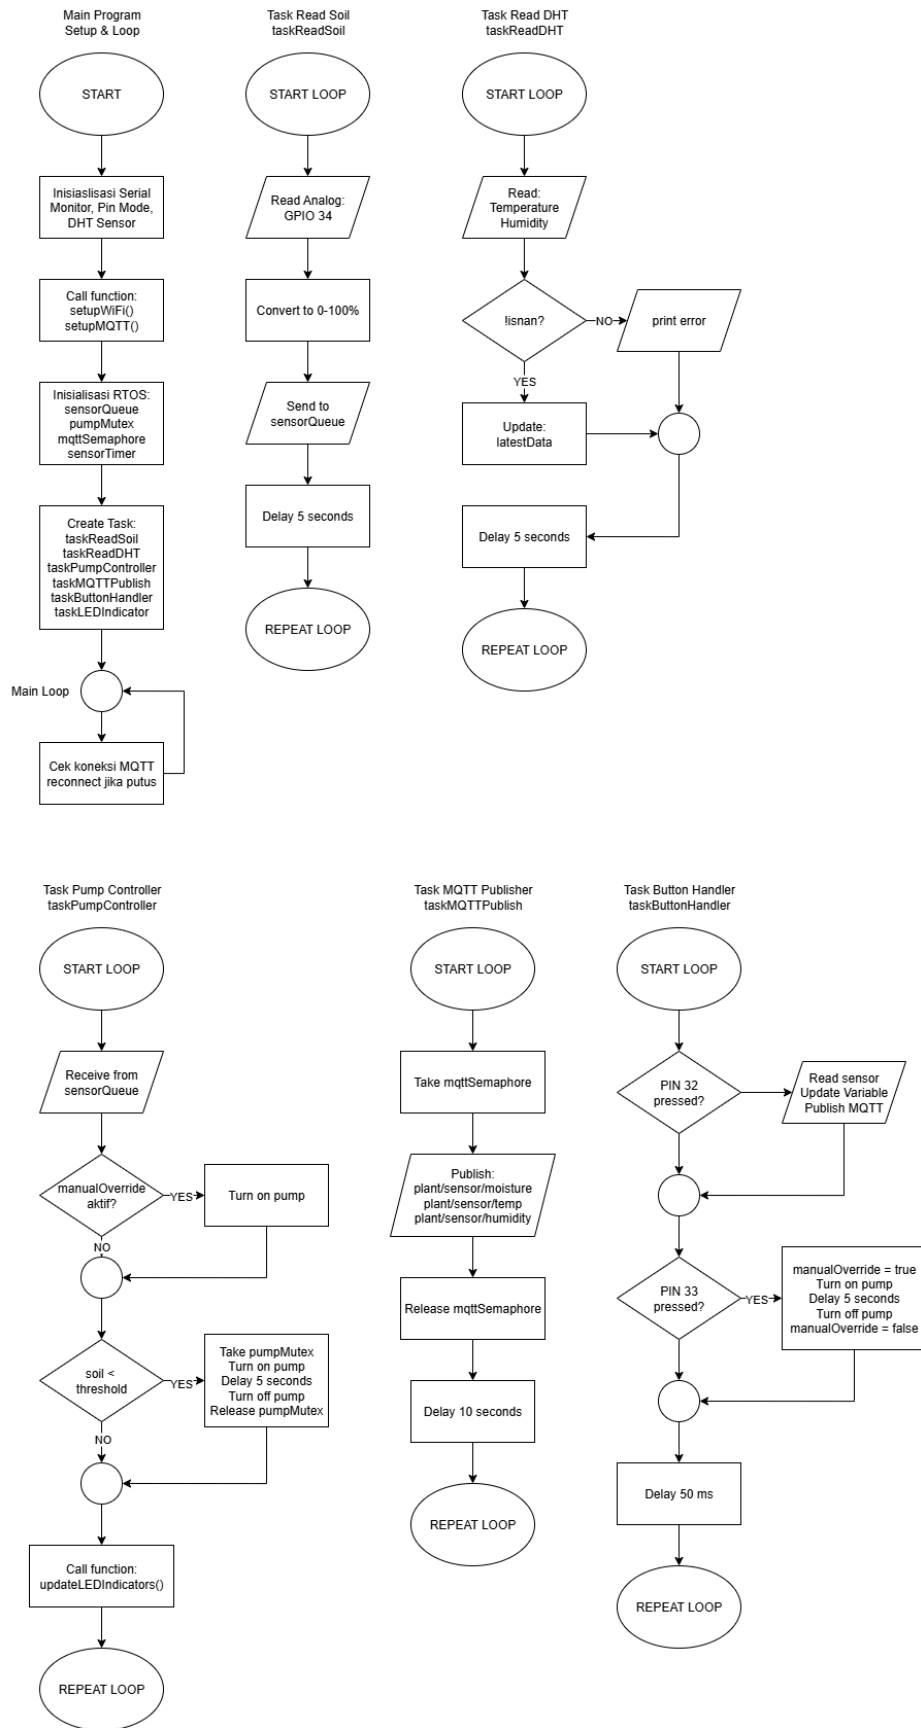 Main Program
Setup & Loop
START
Inisiaslisasi Serial
Monitor, Pin Mode,
DHT Sensor
Call function:
setupWiFi()
setupMQTT()
Inisialisasi RTOS:
sensorQueue
pumpMutex
mqttSemaphore
sensorTimer
Create Task:
taskReadSoil
taskReadDHT
taskPumpController
taskMQTTPublish
taskButtonHandler
taskLEDIndicator
Main Loop
Cek koneksi MQTT
reconnect jika putus
Task Read Soil
taskReadSoil
START LOOP
Read Analog:
GPIO 34
Convert to 0-100%
Send to
sensorQueue
Delay 5 seconds
REPEAT LOOP
Task Read DHT
taskReadDHT
START LOOP
Read:
Temperature
Humidity
!isnan?
NO
print error
YES
Update:
latestData
Delay 5 seconds
REPEAT LOOP
Task Pump Controller
taskPumpController
START LOOP
Receive from
sensorQueue
manualOverride
aktif?
YES
Turn on pump
NO
soil <
threshold
YES
Take pumpMutex
Turn on pump
Delay 5 seconds
Turn off pump
Release pumpMutex
NO
Call function:
updateLEDIndicators()
REPEAT LOOP
Task MQTT Publisher
taskMQTTPublish
START LOOP
Take mqttSemaphore
Publish:
plant/sensor/moisture
plant/sensor/temp
plant/sensor/humidity
Release mqttSemaphore
Delay 10 seconds
REPEAT LOOP
Task Button Handler
taskButtonHandler
START LOOP
PIN 32
pressed?
Read sensor
Update Variable
Publish MQTT
PIN 33
pressed?
YES
manualOverride = true
Turn on pump
Delay 5 seconds
Turn off pump
manualOverride = false
Delay 50 ms
REPEAT LOOP